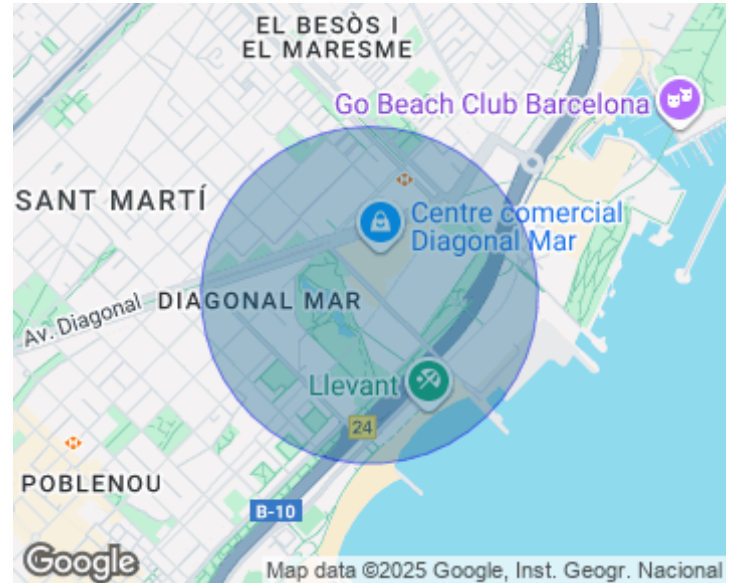 EL BESÒS I
EL MARESME
Go Beach Club Barcelona
SANT MARTÍ
Centre comercial
Diagonal Mar
DIAGONAL MAR
Av. Diagonal
Llevant
24
POBLENOU
B-10
Google
Map data ©2025 Google, Inst. Geogr. Nacional